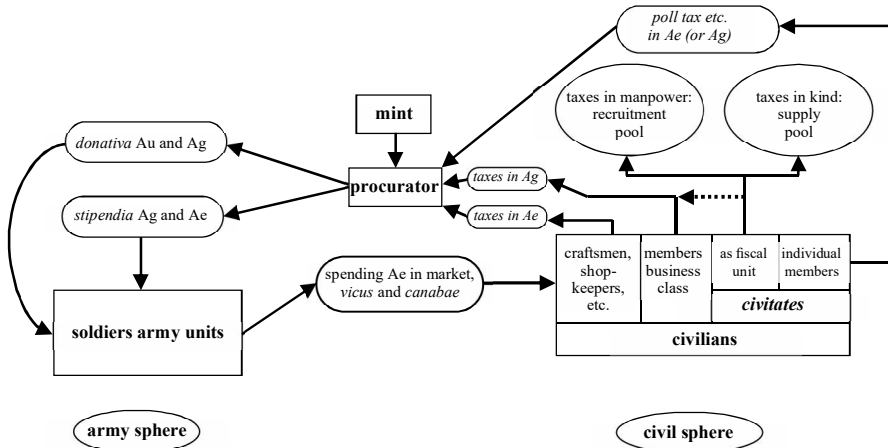 poll tax etc.
in Ae (or Ag)
taxes in manpower:
recruitment
pool
taxes in kind:
supply
pool
mint
donativa Au and Ag
procurator
taxes in Ag
stipendia Ag and Ae
taxes in Ae
craftsmen,
shop-
keepers,
etc.
members
business
class
as fiscal
unit
individual
members
civitates
civilians
spending Ae in market,
vicus and canabae
soldiers army units
army sphere
civil sphere